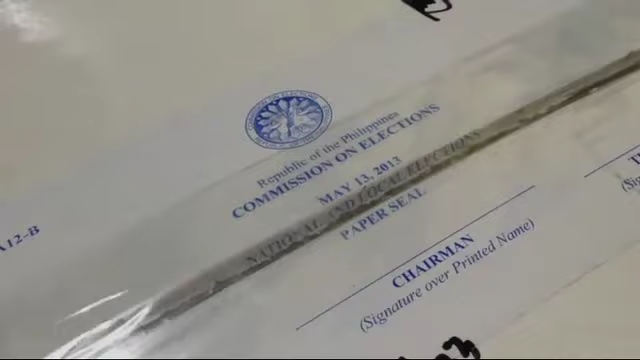 Republic of the Philippines
COMMISSION ON ELECTIONS
MAY 13, 2013
NATIONAL AND LOCAL ELECTIONS
PAPER SEAL
A12-B
CHAIRMAN
(Signature over Printed Name)
(Sig